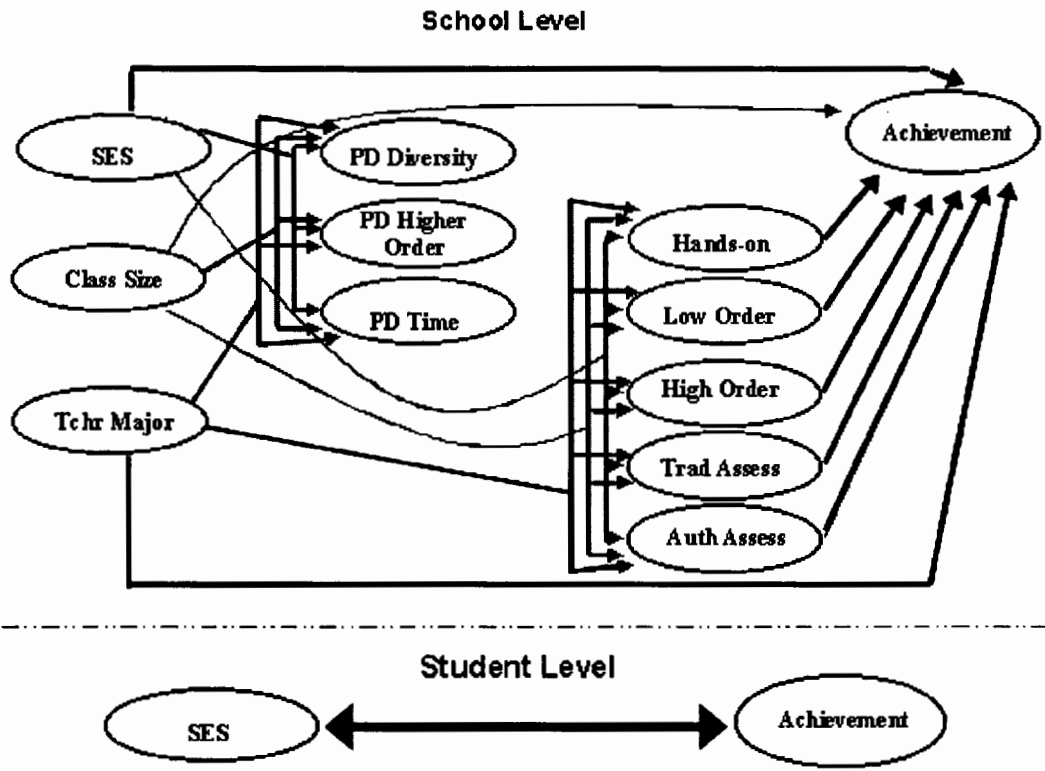 School Level
SES
Class Size
Tchr Major
PD Diversity
PD Higher
Order
PD Time
Hands-on
Low Order
High Order
Trad Assess
Auth Assess
Achievement
Student Level
SES
Achievement